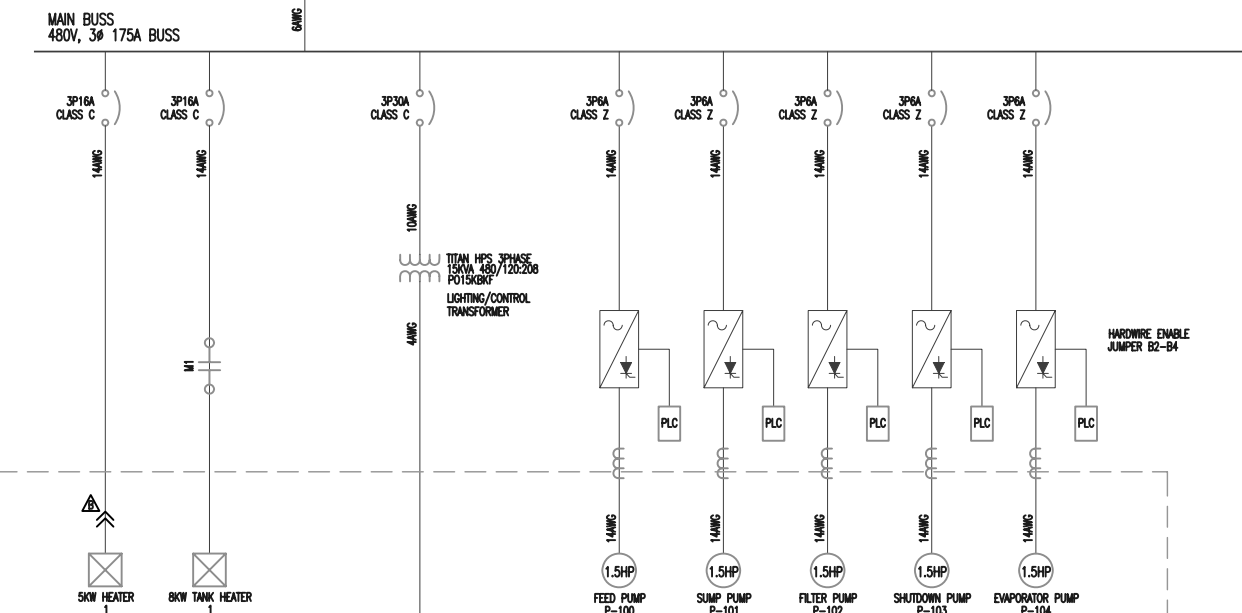 MAIN BUSS
480V, 3Ø 175A BUSS
6AWG
3P16A
CLASS C
3P16A
CLASS C
3P30A
CLASS C
3P6A
CLASS Z
3P6A
CLASS Z
3P6A
CLASS Z
3P6A
CLASS Z
3P6A
CLASS Z
14AWG
14AWG
14AWG
14AWG
14AWG
14AWG
14AWG
10AWG
TITAN HPS 3PHASE
15KVA 480/120:208
PO15KBKF
LIGHTING/CONTROL
TRANSFORMER
4AWG
HARDWIRE ENABLE
JUMPER B2-B4
M1
PLC
PLC
PLC
PLC
PLC
B
14AWG
14AWG
14AWG
14AWG
14AWG
1.5HP
1.5HP
1.5HP
1.5HP
1.5HP
5KW HEATER
1
8KW TANK HEATER
1
FEED PUMP
P-100
SUMP PUMP
P-101
FILTER PUMP
P-102
SHUTDOWN PUMP
P-103
EVAPORATOR PUMP
P-104